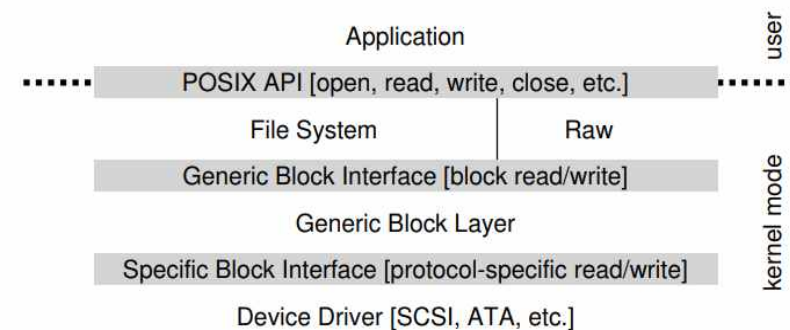 Application
POSIX API [open, read, write, close, etc.]
File System
Raw
Generic Block Interface [block read/write]
Generic Block Layer
Specific Block Interface [protocol-specific read/write]
Device Driver [SCSI, ATA, etc.]
user
kernel mode